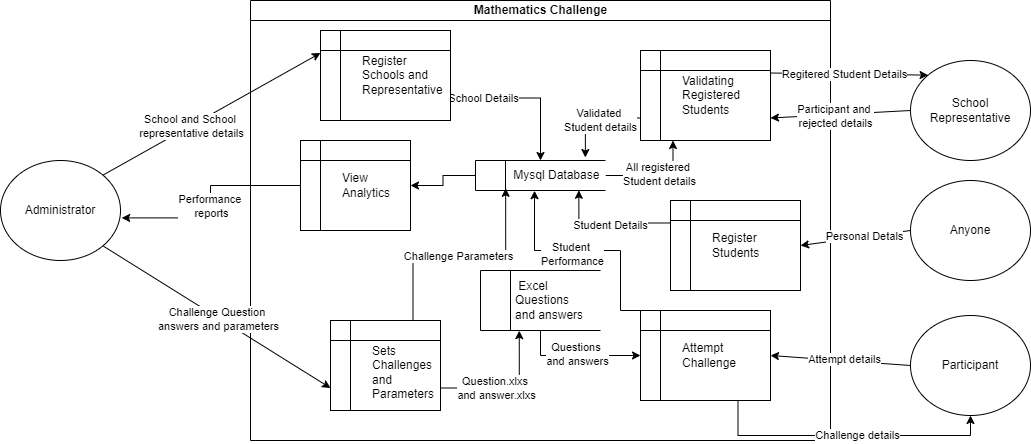 Mathematics Challenge
Register
Schools and
Representative
Validating
Registered
Students
Regitered Student Details
School Details
School
Representative
Participant and
rejected details
School and School
representative details
Validated
Student details
All registered
Student details
Mysql Database
View
Analytics
Performance
reports
Administrator
Student Details
Register
Students
Personal Detals
Anyone
Challenge Parameters
Student
Performance
Excel
Questions
and answers
Challenge Question
answers and parameters
Sets
Challenges
and
Parameters
Questions
and answers
Attempt
Challenge
Attempt details
Participant
Question.xlxs
and answer.xlxs
Challenge details